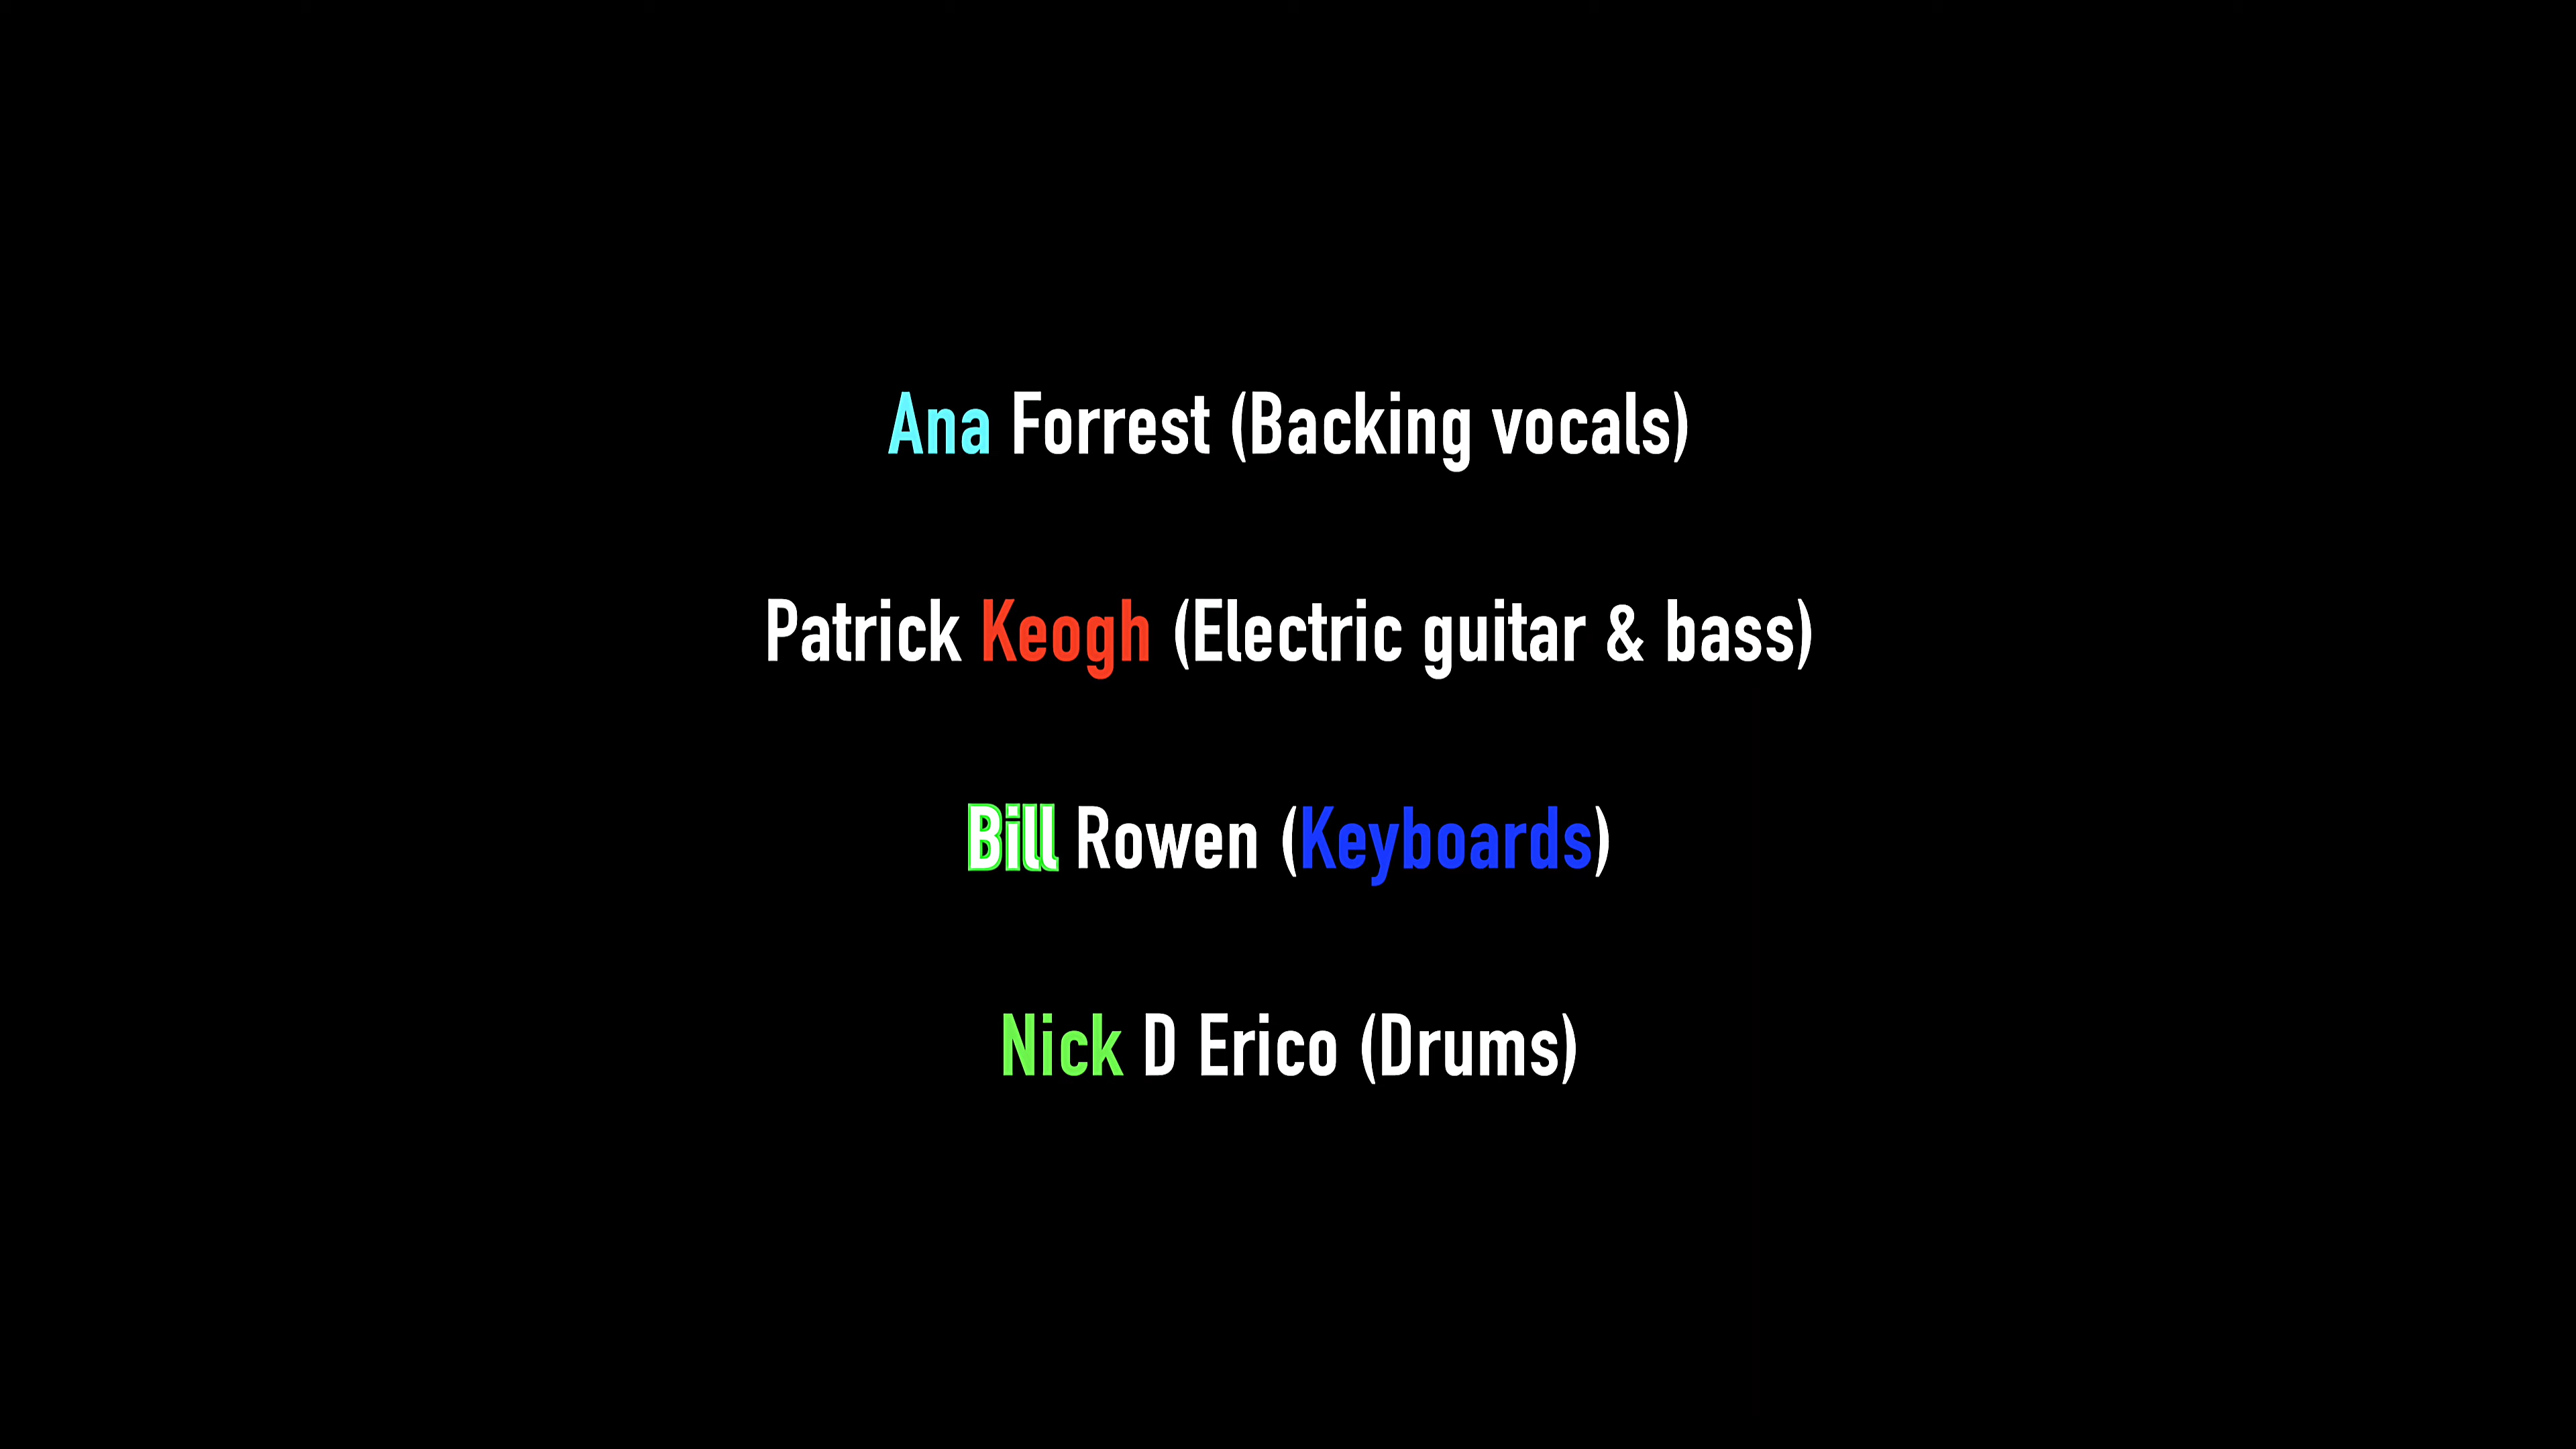 Ana Forrest (Backing vocals)
Patrick Keogh (Electric guitar & bass)
Bill Rowen (Keyboards)
Nick D Erico (Drums)